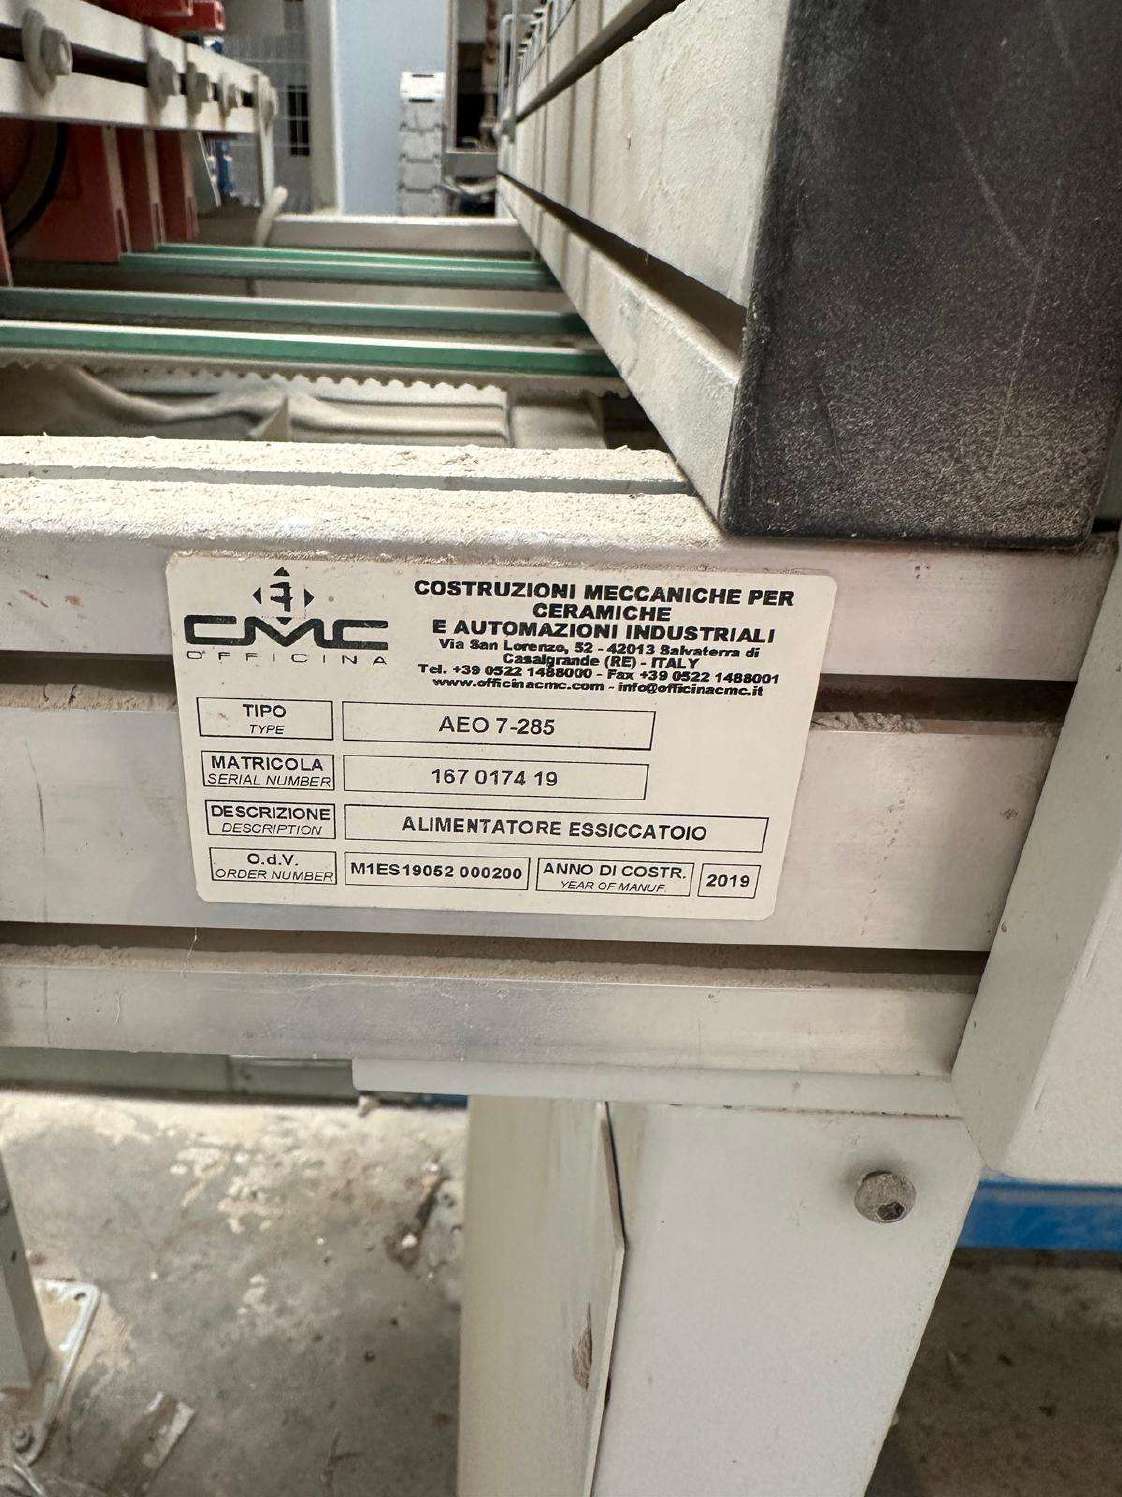 CMC
OFFICINA
COSTRUZIONI MECCANICHE PER
CERAMICHE
E AUTOMAZIONI INDUSTRIALI
Via San Lorenzo, 52 - 42013 Salvaterra di
Casalgrande (RE) - ITALY
Tel. +39 0522 1488000 - Fax +39 0522 1488001
www.officinacmc.com - info@officinacmc.it
TIPO
TYPE
AEO 7-285
MATRICOLA
SERIAL NUMBER
167 0174 19
DESCRIZIONE
DESCRIPTION
ALIMENTATORE ESSICCATOIO
O.d.V.
ORDER NUMBER
M1ES19052 000200
ANNO DI COSTR.
YEAR OF MANUF.
2019